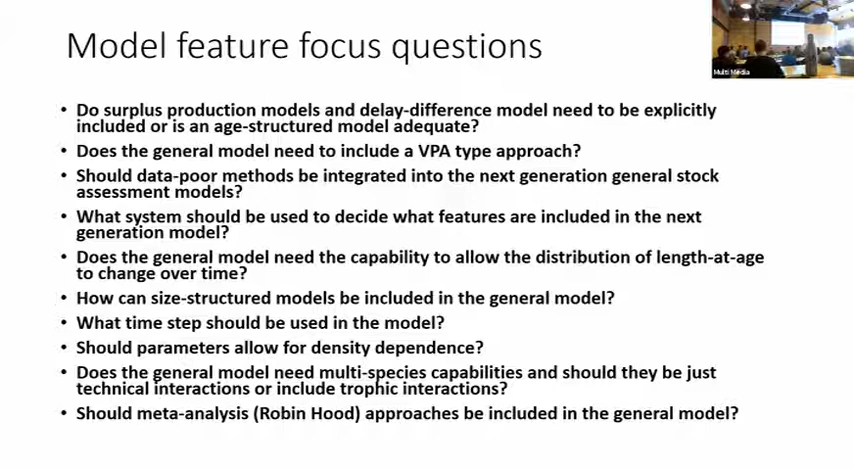 Model feature focus questions
Multi Media
• Do surplus production models and delay-difference model need to be explicitly
included or is an age-structured model adequate?
• Does the general model need to include a VPA type approach?
• Should data-poor methods be integrated into the next generation general stock
assessment models?
• What system should be used to decide what features are included in the next
generation model?
• Does the general model need the capability to allow the distribution of length-at-age
to change over time?
• How can size-structured models be included in the general model?
• What time step should be used in the model?
• Should parameters allow for density dependence?
• Does the general model need multi-species capabilities and should they be just
technical interactions or include trophic interactions?
• Should meta-analysis (Robin Hood) approaches be included in the general model?